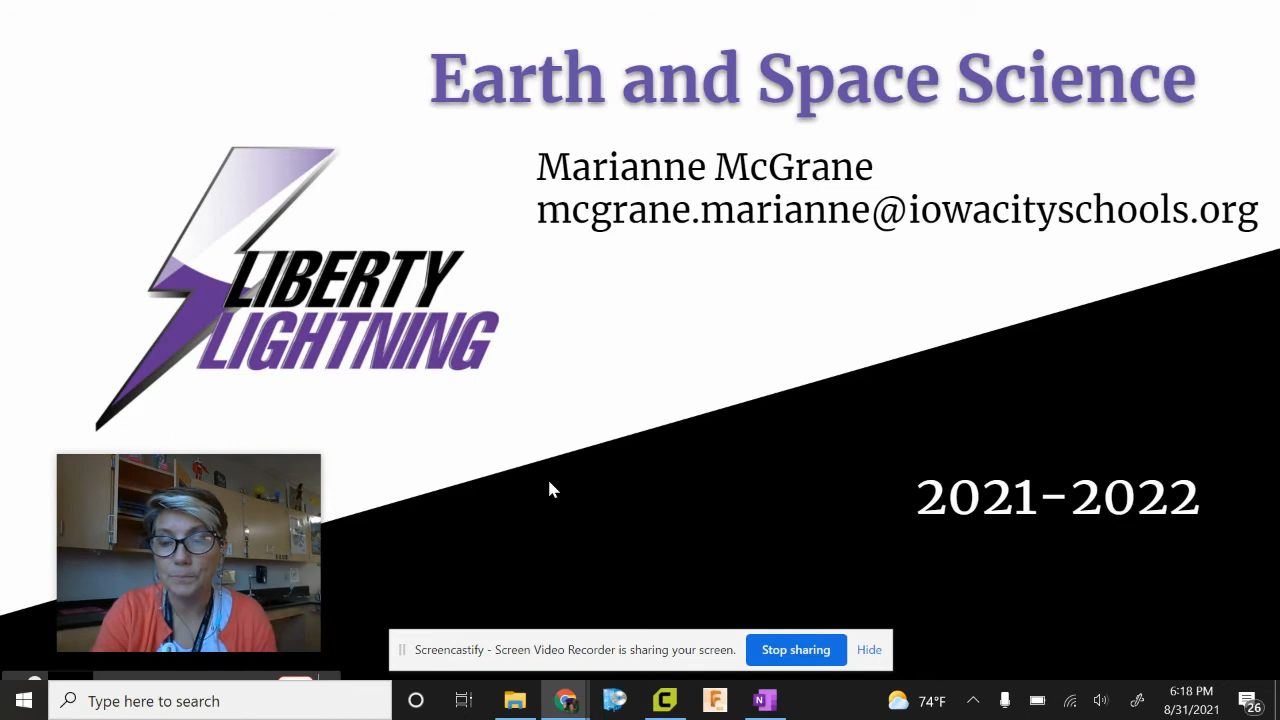 Earth and Space Science
Marianne McGrane
mcgrane.marianne@iowacityschools.org
LIBERTY
LIGHTNING
2021-2022
Screencastify - Screen Video Recorder is sharing your screen.
Stop sharing
Hide
Type here to search
74°F
6:18 PM
8/31/2021
26